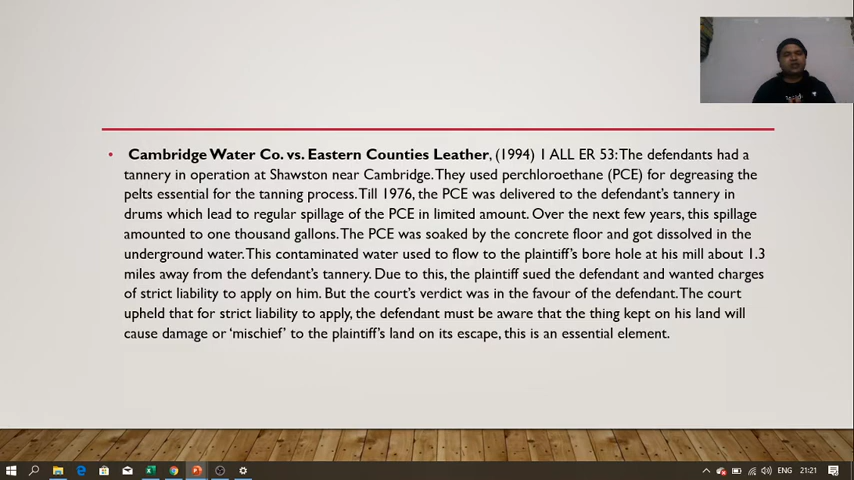 • Cambridge Water Co. vs. Eastern Counties Leather, (1994) 1 ALL ER 53: The defendants had a
tannery in operation at Shawston near Cambridge. They used perchloroethane (PCE) for degreasing the
pelts essential for the tanning process. Till 1976, the PCE was delivered to the defendant's tannery in
drums which lead to regular spillage of the PCE in limited amount. Over the next few years, this spillage
amounted to one thousand gallons. The PCE was soaked by the concrete floor and got dissolved in the
underground water. This contaminated water used to flow to the plaintiff's bore hole at his mill about 1.3
miles away from the defendant's tannery. Due to this, the plaintiff sued the defendant and wanted charges
of strict liability to apply on him. But the court's verdict was in the favour of the defendant. The court
upheld that for strict liability to apply, the defendant must be aware that the thing kept on his land will
cause damage or 'mischief' to the plaintiff's land on its escape, this is an essential element.
ENG 21:21